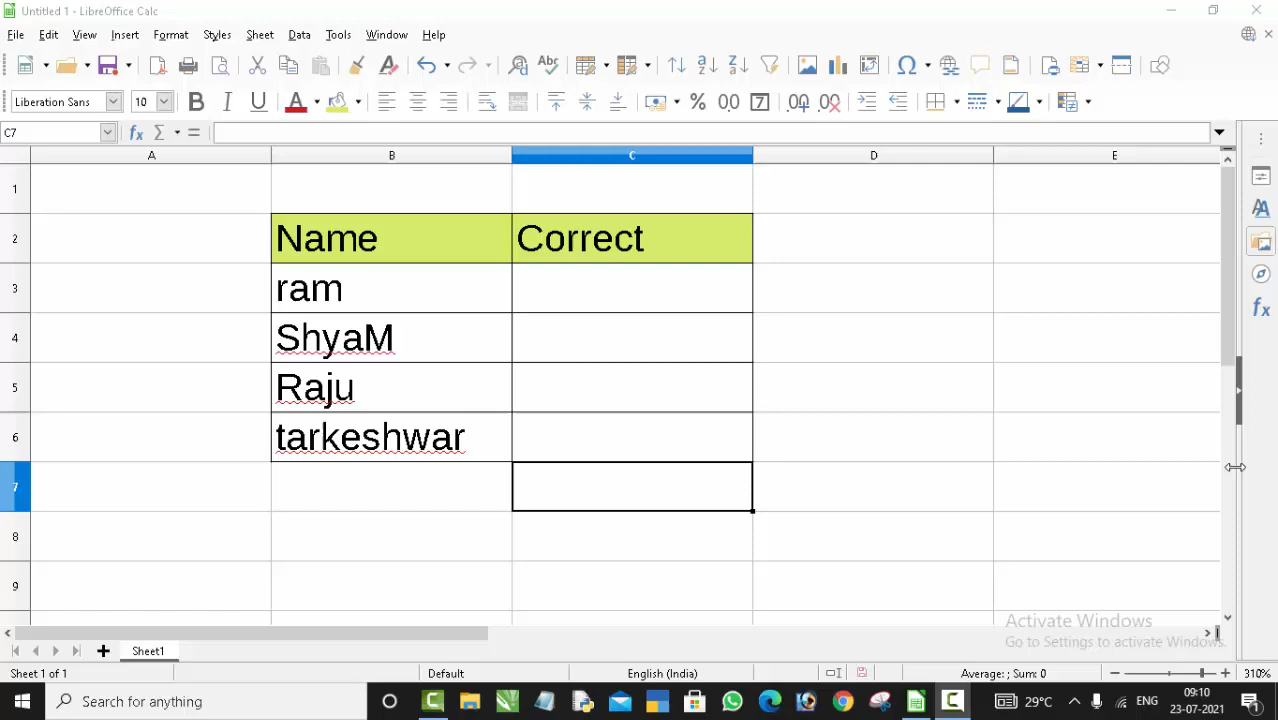 Untitled 1 - LibreOffice Calc
File Edit View Insert Format Styles Sheet Data Tools Window Help
Liberation Sans 10
C7
A B C D E
1
2 Name Correct
3 ram
4 ShyaM
5 Raju
6 tarkeshwar
7
8
9
Activate Windows
Go to Settings to activate Windows.
Sheet1
Sheet 1 of 1 Default English (India) Average: ; Sum: 0 310%
Search for anything 29°C ENG 09:10
23-07-2021